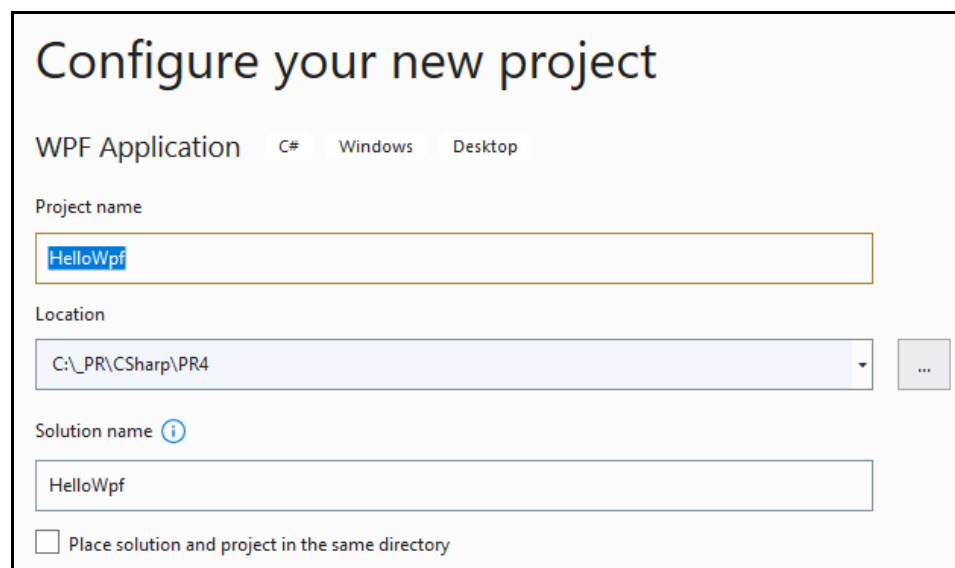 Configure your new project
WPF Application C# Windows Desktop
Project name
HelloWpf
Location
C:\_PR\CSharp\PR4 ...
Solution name
HelloWpf
Place solution and project in the same directory